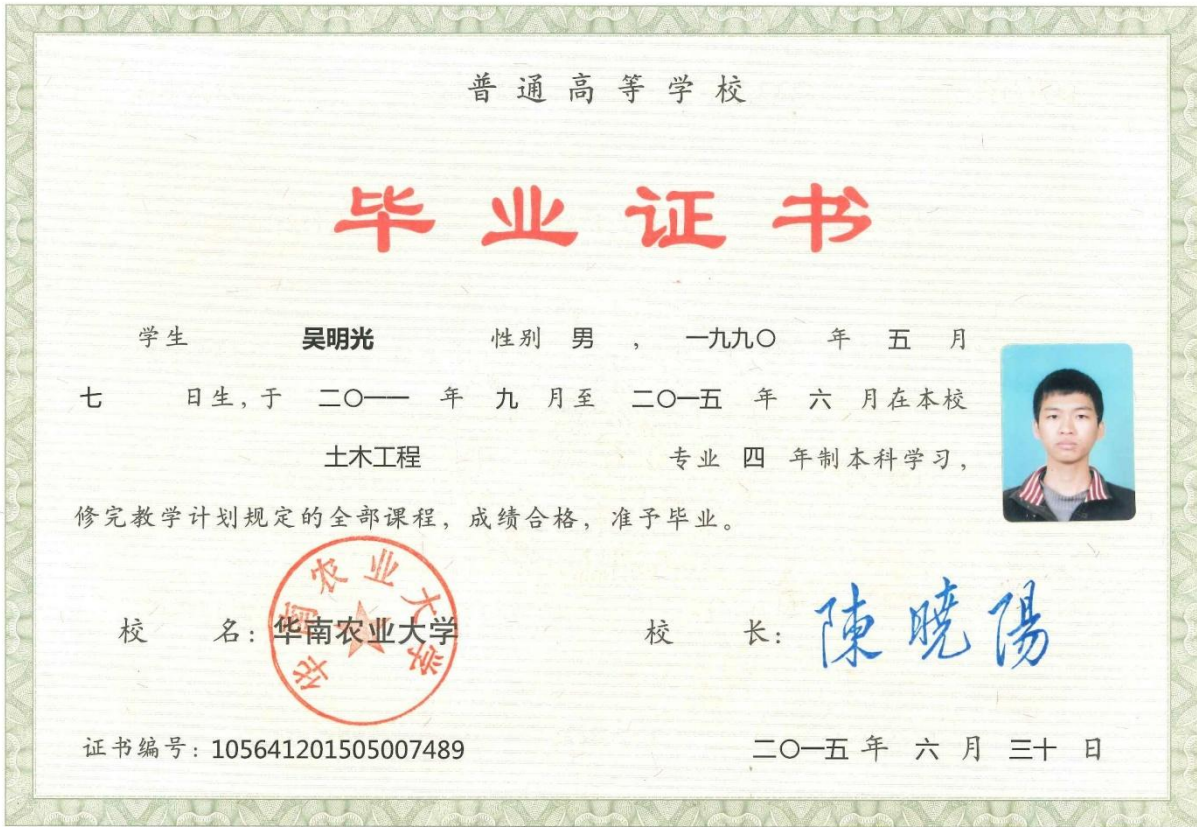 普通高等学校
毕业证书
学生 吴明光 性别 男 , 一九九〇 年 五 月
七 日生,于 二〇一一 年 九 月至 二〇一五 年 六 月在本校
土木工程 专业 四 年制本科学习,
修完教学计划规定的全部课程,成绩合格,准予毕业。
华南农业大学
校 名:华南农业大学 校 长:陳曉陽
证书编号:105641201505007489 二〇一五 年 六 月 三十 日